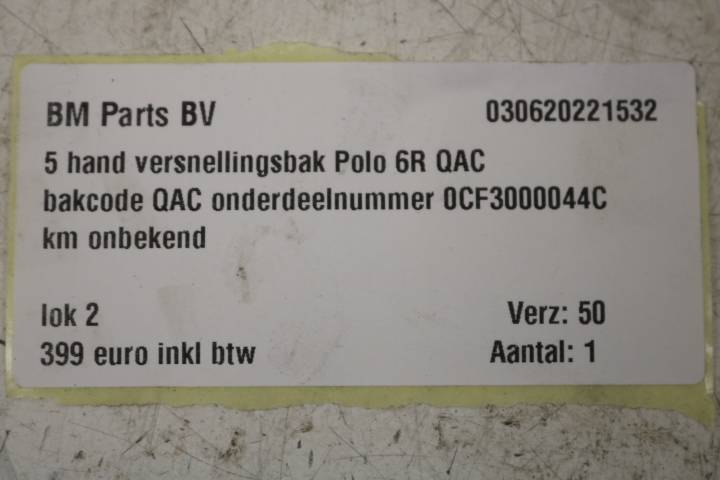 BM Parts BV 030620221532
5 hand versnellingsbak Polo 6R QAC
bakcode QAC onderdeelnummer 0CF3000044C
km onbekend
lok 2 Verz: 50
399 euro inkl btw Aantal: 1